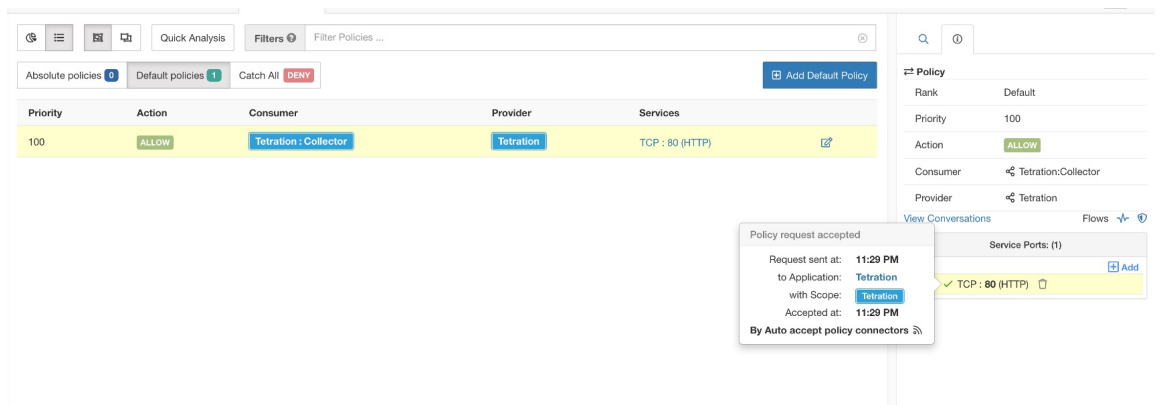 Quick Analysis
Filters
Filter Policies ...
Absolute policies 0
Default policies 1
Catch All DENY
Add Default Policy
Priority Action Consumer Provider Services
100 ALLOW Tetration : Collector Tetration TCP : 80 (HTTP)
Policy
Rank Default
Priority 100
Action ALLOW
Consumer Tetration:Collector
Provider Tetration
View Conversations Flows
Service Ports: (1)
Add
TCP : 80 (HTTP)
Policy request accepted
Request sent at: 11:29 PM
to Application: Tetration
with Scope: Tetration
Accepted at: 11:29 PM
By Auto accept policy connectors